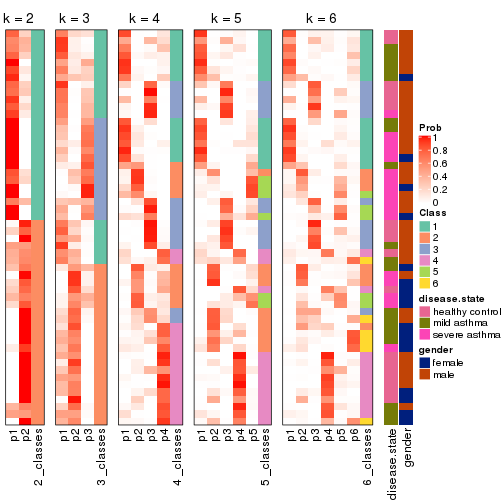 k = 2
k = 3
k = 4
k = 5
k = 6
Prob
1
0.8
0.6
0.4
0.2
0
Class
1
2
3
4
5
6
disease.state
healthy control
mild asthma
severe asthma
gender
female
male
p1
p2
2_classes
p1
p2
p3
3_classes
p1
p2
p3
p4
4_classes
p1
p2
p3
p4
p5
5_classes
p1
p2
p3
p4
p5
p6
6_classes
disease.state
gender